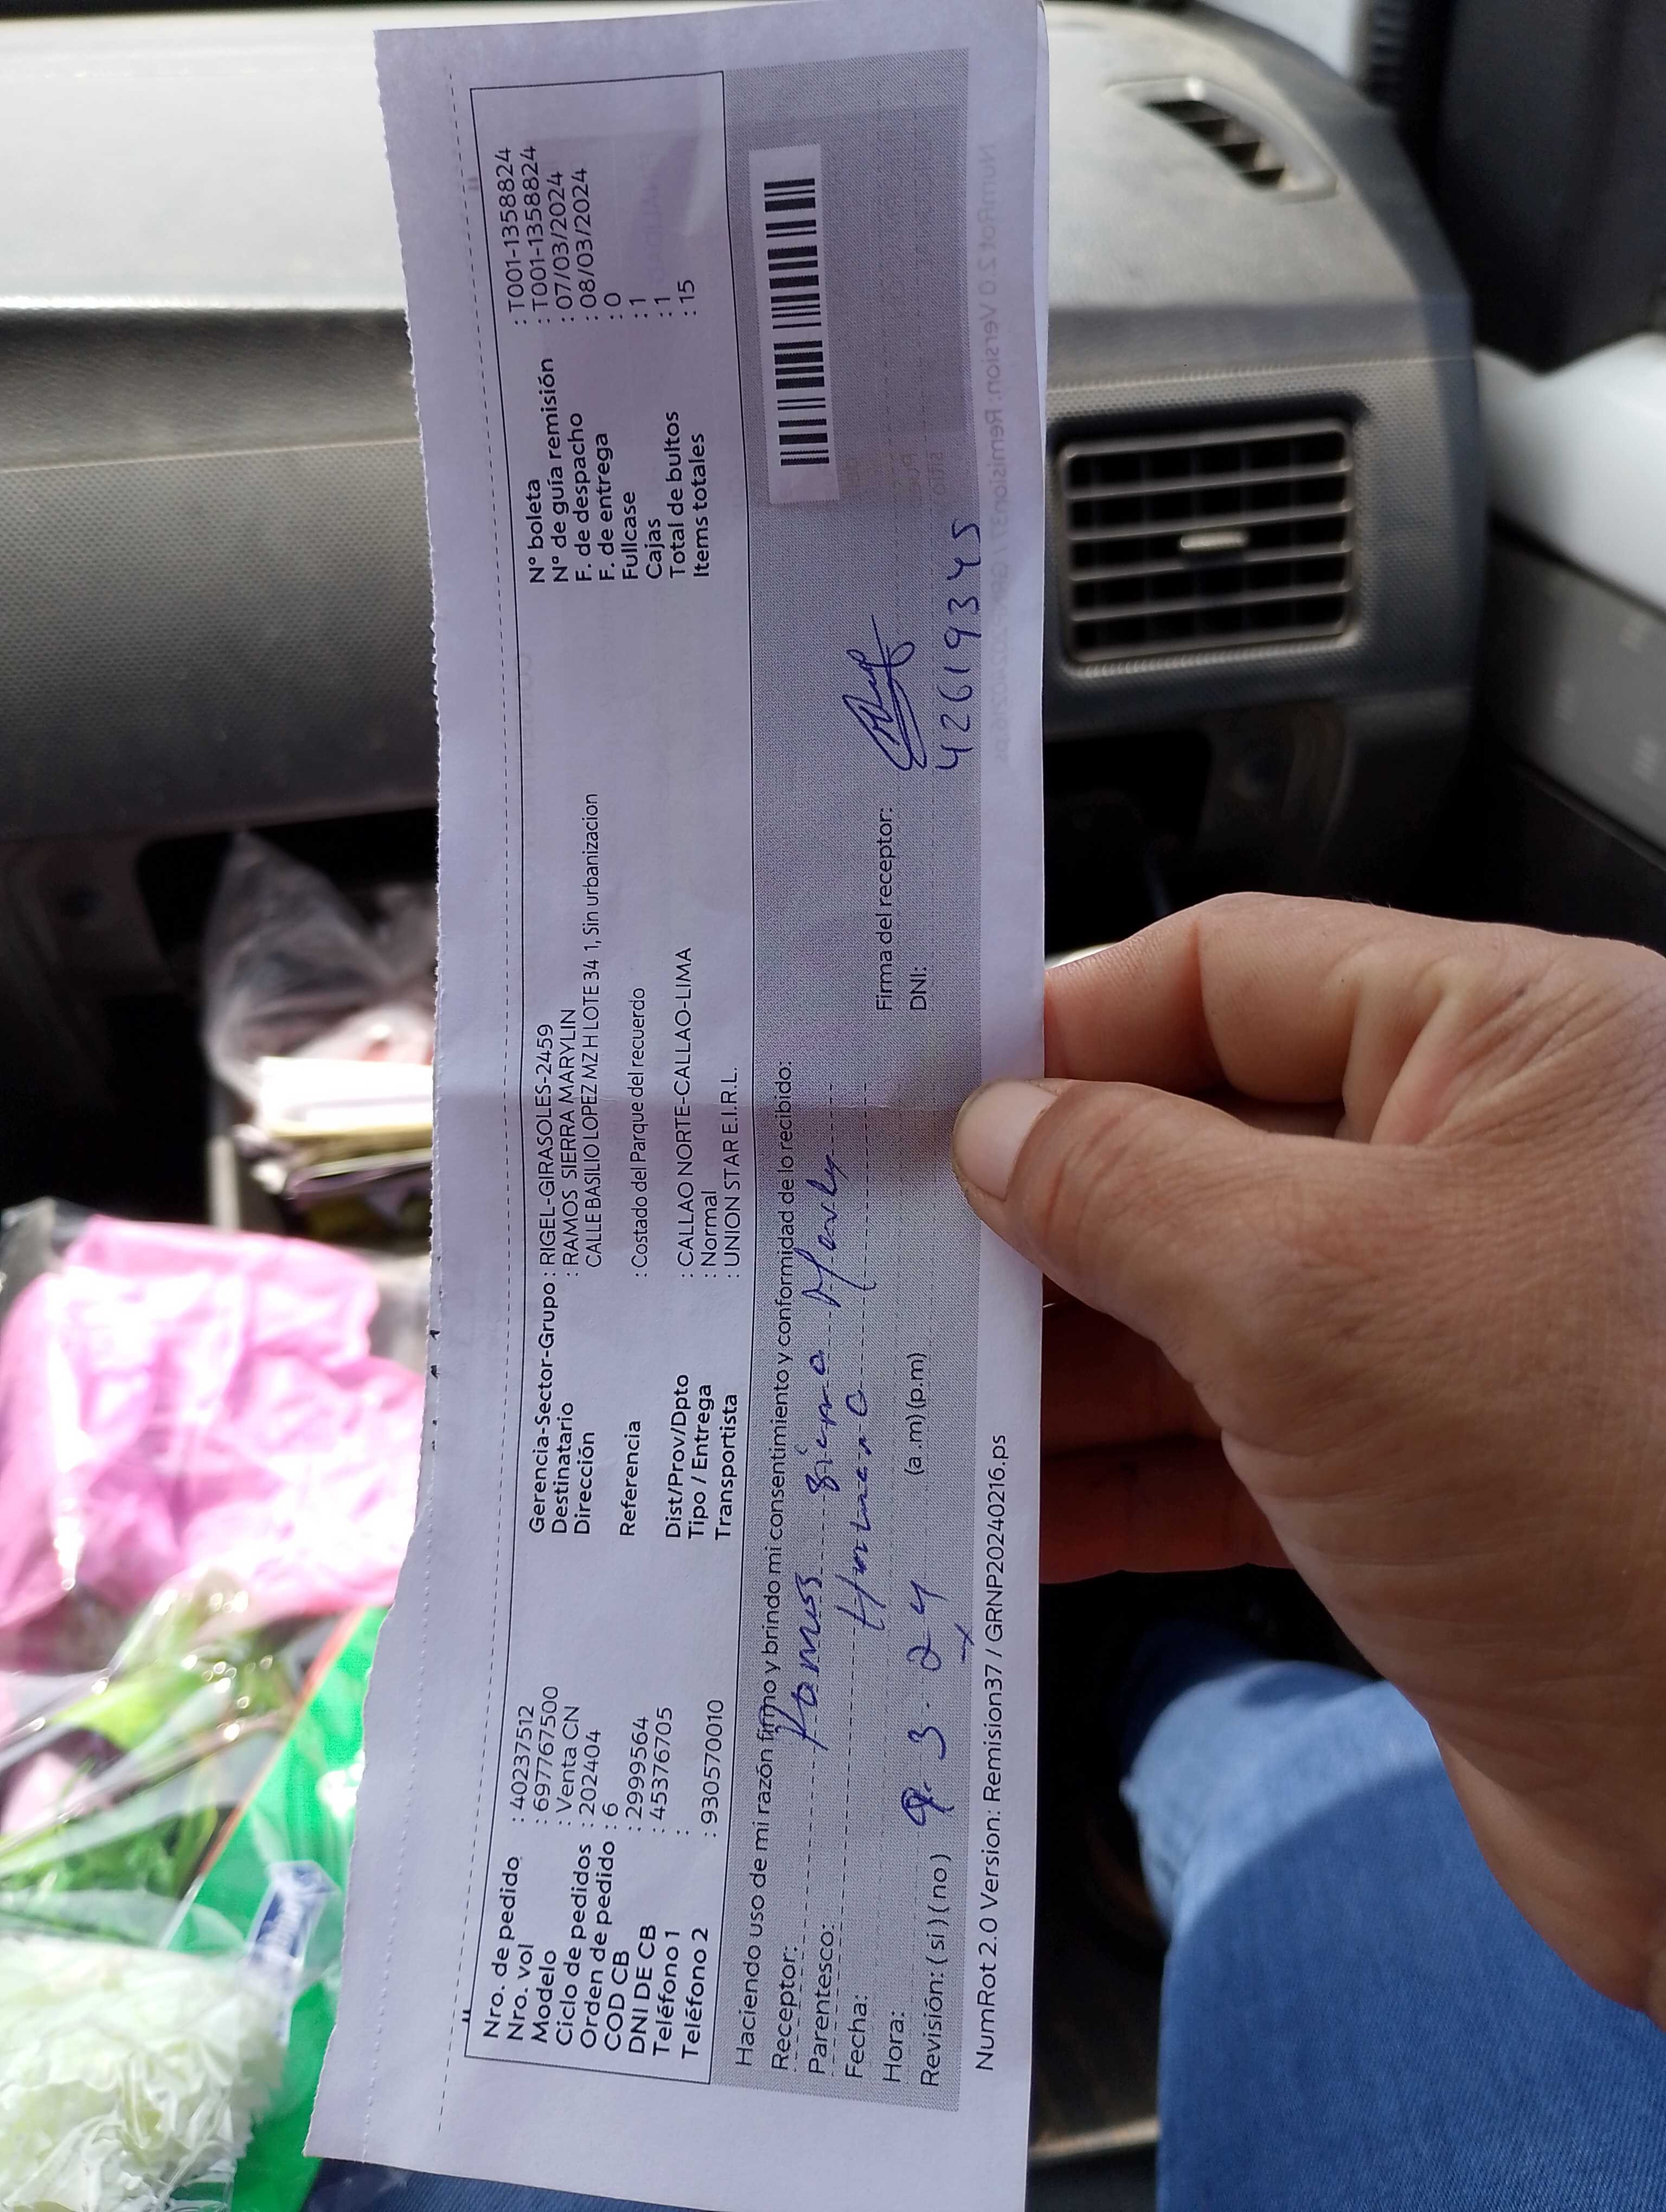 Nro. de pedido : 40237512
Nro. vol : 697767500
Modelo : Venta CN
Ciclo de pedidos : 202404
Orden de pedido : 6
COD CB : 2999564
DNI DE CB : 45376705
Teléfono 1 :
Teléfono 2 : 930570010
Gerencia-Sector-Grupo : RIGEL-GIRASOLES-2459
Destinatario : RAMOS SIERRA MARYLIN
Dirección CALLE BASILIO LOPEZ MZ H LOTE 34 1, Sin urbanizacion
Referencia : Costado del Parque del recuerdo
Dist/Prov/Dpto : CALLAO NORTE-CALLAO-LIMA
Tipo / Entrega : Normal
Transportista : UNION STAR E.I.R.L.
N° boleta : T001-1358824
N° de guía remisión : T001-1358824
F. de despacho : 07/03/2024
F. de entrega : 08/03/2024
Fullcase : 0
Cajas : 1
Total de bultos : 1
Items totales : 15
Haciendo uso de mi razón firmo y brindo mi consentimiento y conformidad de lo recibido:
Receptor: Ramos Sierra
Parentesco:
Fecha: 9. 3. 24
Hora: (a.m) (p.m)
Revisión: ( si ) ( no )
Firma del receptor:
DNI: 42619345
NumRot 2.0 Version: Remision37 / GRNP20240216.ps